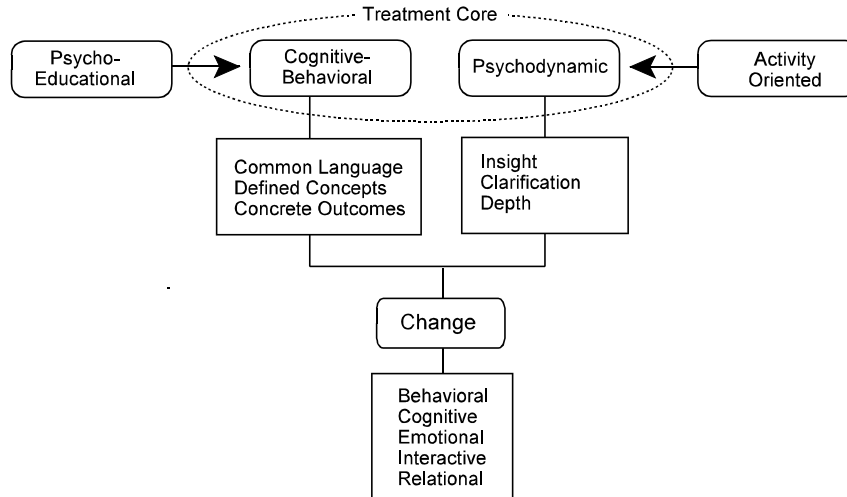 Treatment Core
Psycho-
Educational
Cognitive-
Behavioral
Psychodynamic
Activity
Oriented
Common Language
Defined Concepts
Concrete Outcomes
Insight
Clarification
Depth
Change
Behavioral
Cognitive
Emotional
Interactive
Relational